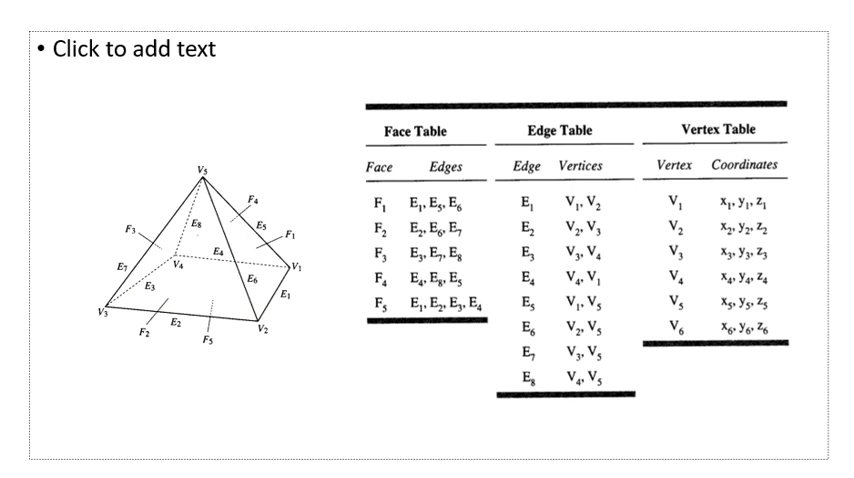 • Click to add text
V5
F4
E8
E5
F3
F1
E4
E7
V4
V1
E6
E3
E1
V3
E2
V2
F2
F5
Face Table
Face Edges
F1 E1, E5, E6
F2 E2, E6, E7
F3 E3, E7, E8
F4 E4, E8, E5
F5 E1, E2, E3, E4
Edge Table
Edge Vertices
E1 V1, V2
E2 V2, V3
E3 V3, V4
E4 V4, V1
E5 V1, V5
E6 V2, V5
E7 V3, V5
E8 V4, V5
Vertex Table
Vertex Coordinates
V1 x1, y1, z1
V2 x2, y2, z2
V3 x3, y3, z3
V4 x4, y4, z4
V5 x5, y5, z5
V6 x6, y6, z6